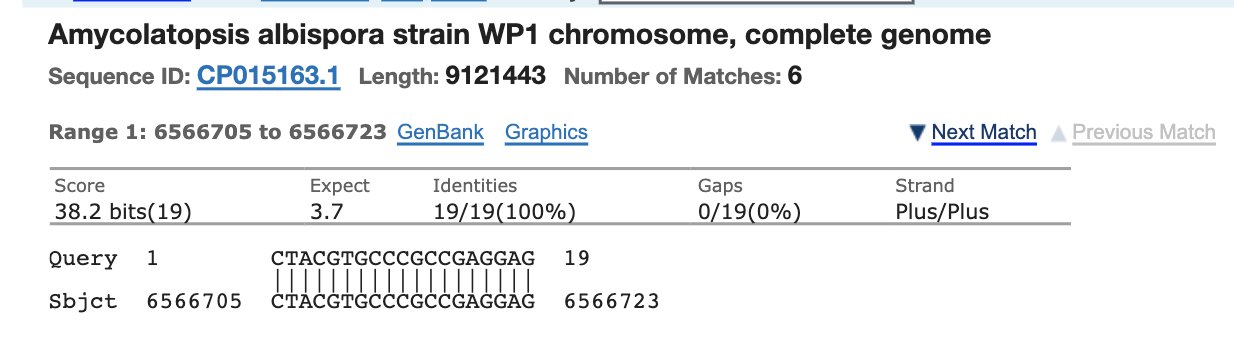 Amycolatopsis albispora strain WP1 chromosome, complete genome
Sequence ID: CP015163.1 Length: 9121443 Number of Matches: 6
Range 1: 6566705 to 6566723 GenBank Graphics ▼ Next Match ▲ Previous Match
Score Expect Identities Gaps Strand
38.2 bits(19) 3.7 19/19(100%) 0/19(0%) Plus/Plus
Query 1 CTACGTGCCCGCCGAGGAG 19
|||||||||||||||||||
Sbjct 6566705 CTACGTGCCCGCCGAGGAG 6566723